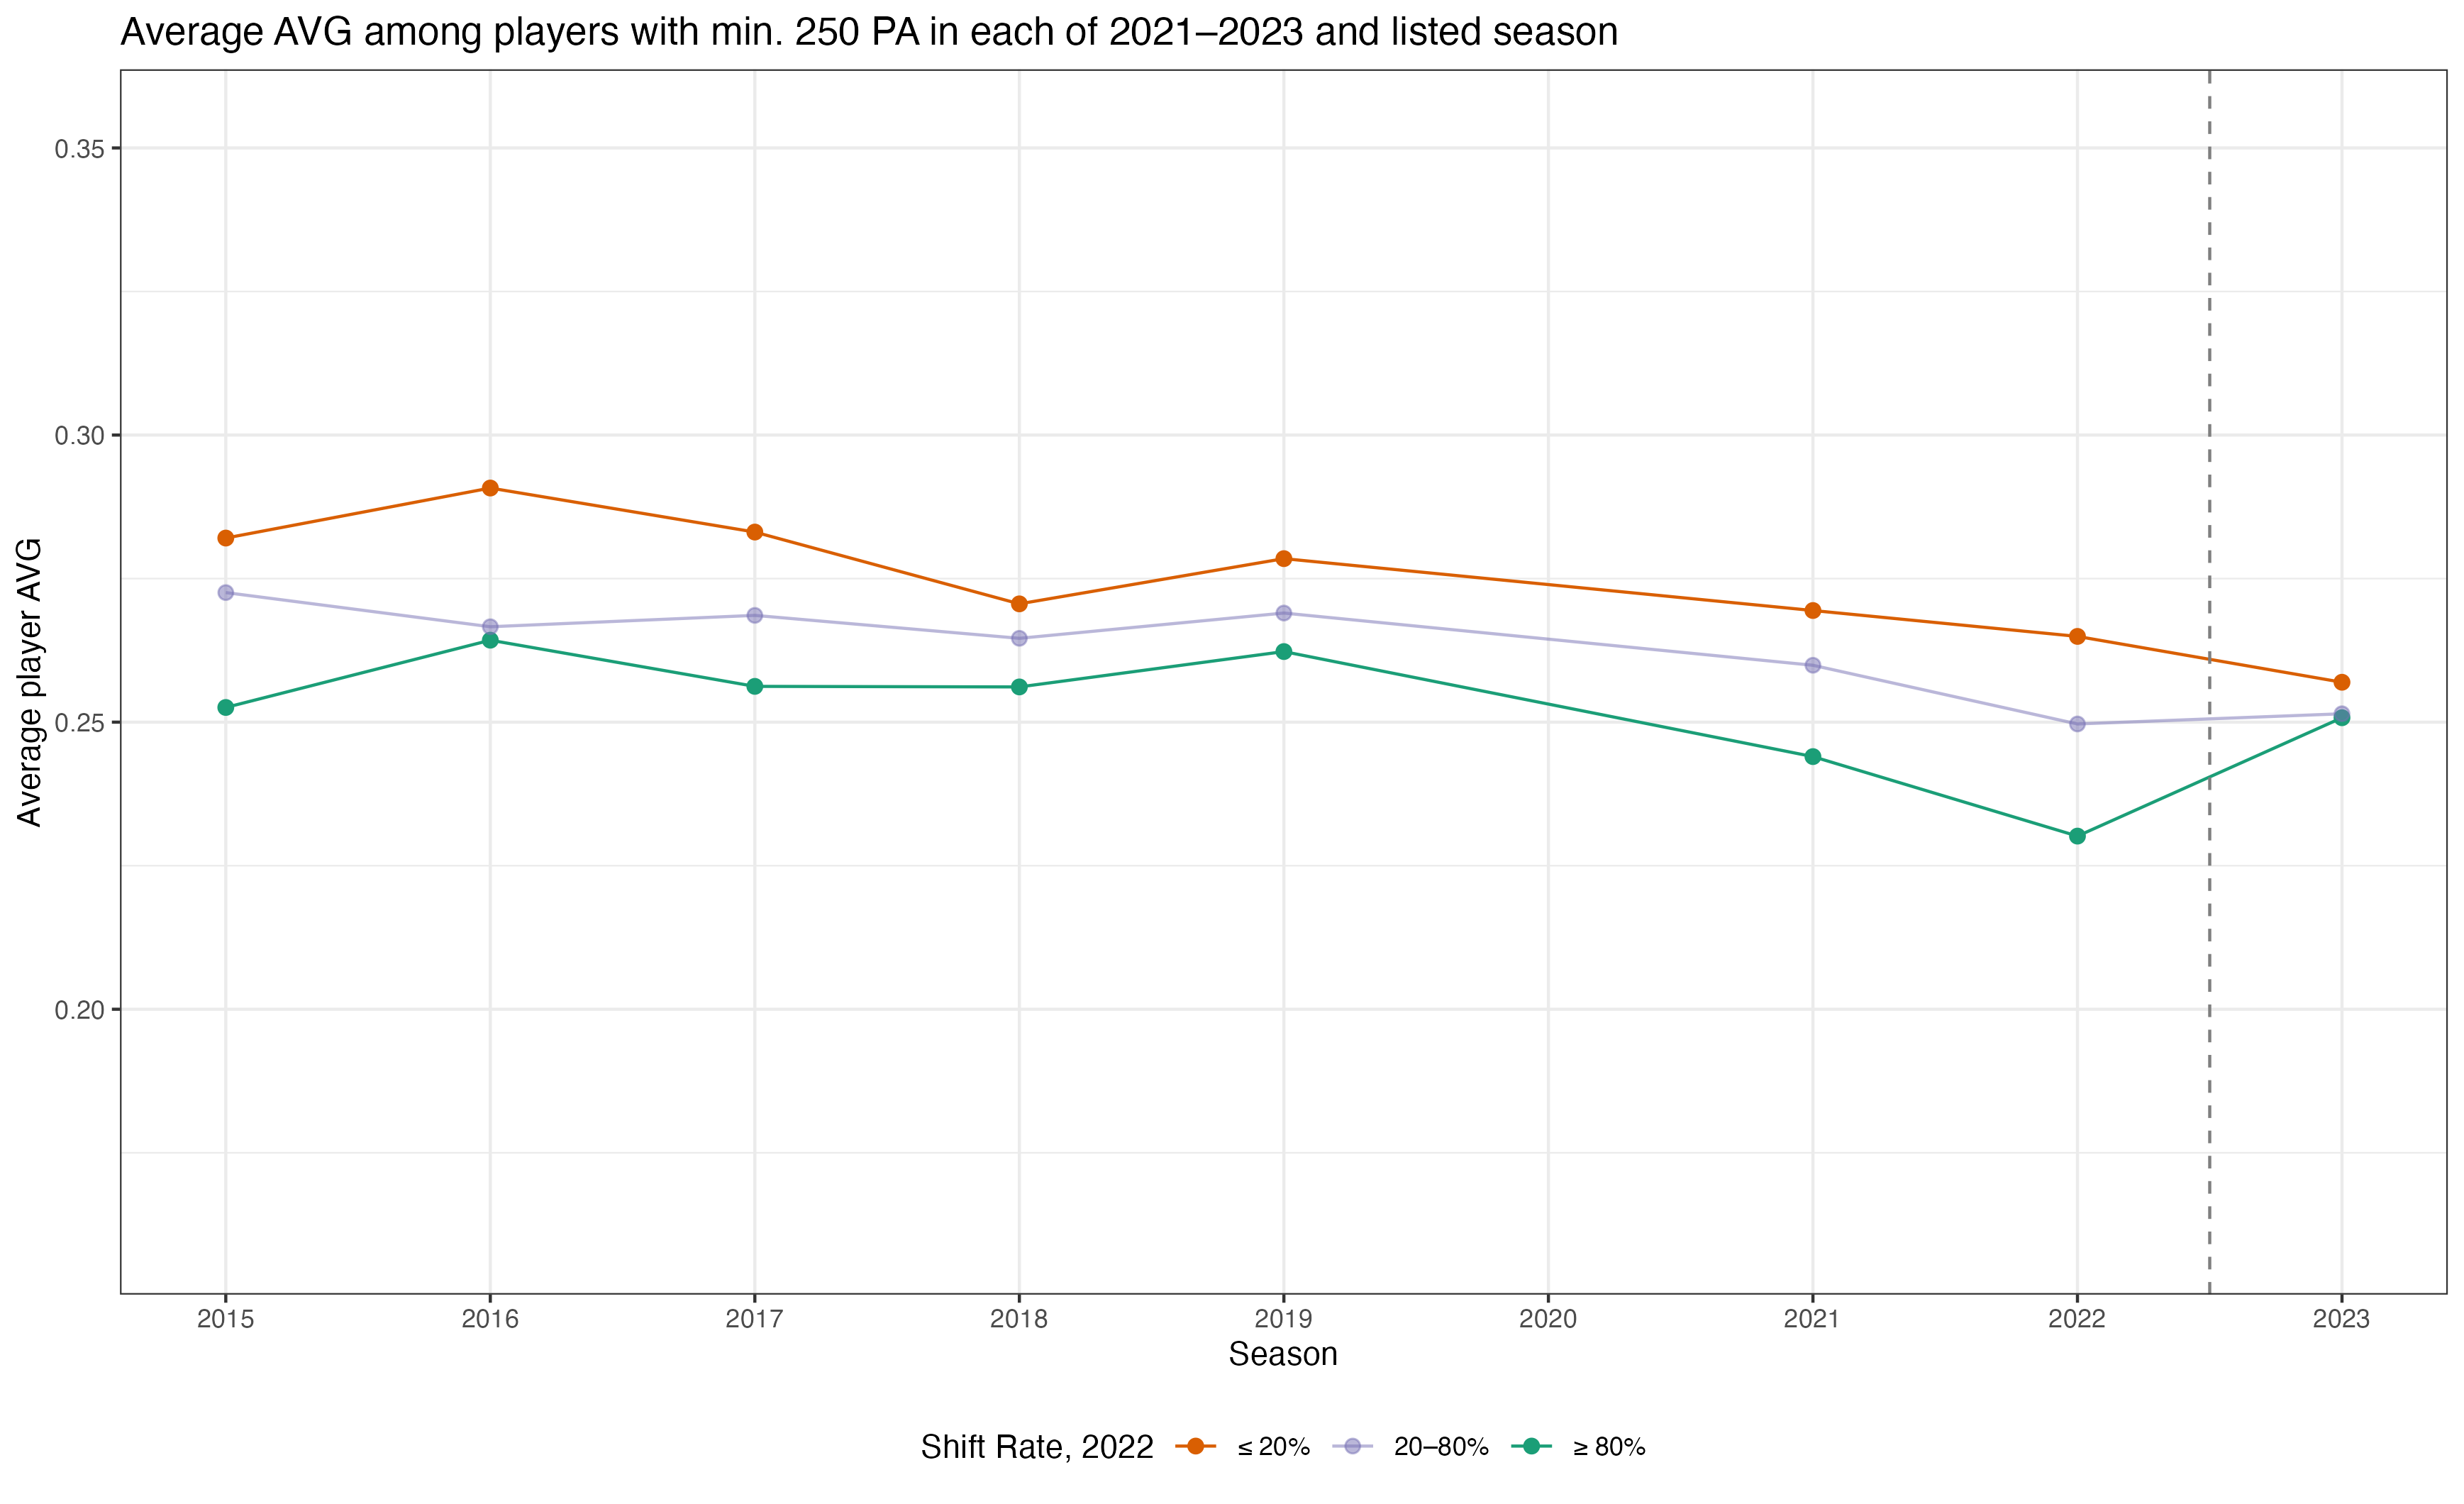 Average AVG among players with min. 250 PA in each of 2021–2023 and listed season
Average player AVG
0.35
0.30
0.25
0.20
2015 2016 2017 2018 2019 2020 2021 2022 2023
Season
Shift Rate, 2022 ≤ 20% 20–80% ≥ 80%